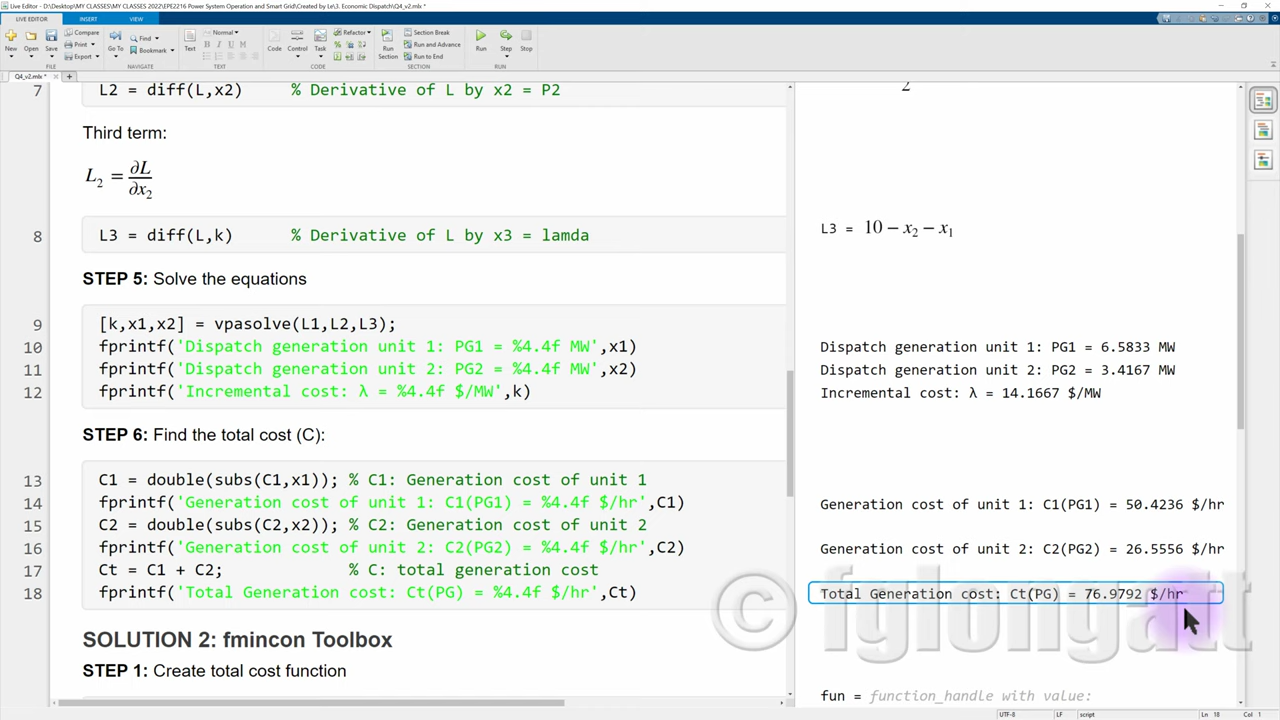 Live Editor - D:\Desktop\MY CLASSES\MY CLASSES 2022\EPE2216 Power System Operation and Smart Grid\Created by Le\3. Economic Dispatch\Q4_v2.mlx *
LIVE EDITOR INSERT VIEW
New Open Save Compare Print Export Go To Find Bookmark Text Normal B I U M Code Control Task Refactor Run Section Section Break Run and Advance Run to End Run Step Stop
FILE NAVIGATE TEXT CODE SECTION RUN
Q4_v2.mlx * × +
7 L2 = diff(L,x2) % Derivative of L by x2 = P2
2
Third term:
L₂ = ∂L/∂x₂
8 L3 = diff(L,k) % Derivative of L by x3 = lamda
L3 = 10 − x₂ − x₁
STEP 5: Solve the equations
9 [k,x1,x2] = vpasolve(L1,L2,L3);
10 fprintf('Dispatch generation unit 1: PG1 = %4.4f MW',x1)
Dispatch generation unit 1: PG1 = 6.5833 MW
11 fprintf('Dispatch generation unit 2: PG2 = %4.4f MW',x2)
Dispatch generation unit 2: PG2 = 3.4167 MW
12 fprintf('Incremental cost: λ = %4.4f $/MW',k)
Incremental cost: λ = 14.1667 $/MW
STEP 6: Find the total cost (C):
13 C1 = double(subs(C1,x1)); % C1: Generation cost of unit 1
14 fprintf('Generation cost of unit 1: C1(PG1) = %4.4f $/hr',C1)
Generation cost of unit 1: C1(PG1) = 50.4236 $/hr
15 C2 = double(subs(C2,x2)); % C2: Generation cost of unit 2
16 fprintf('Generation cost of unit 2: C2(PG2) = %4.4f $/hr',C2)
Generation cost of unit 2: C2(PG2) = 26.5556 $/hr
17 Ct = C1 + C2; % C: total generation cost
18 fprintf('Total Generation cost: Ct(PG) = %4.4f $/hr',Ct)
Total Generation cost: Ct(PG) = 76.9792 $/hr
© fglongatt
SOLUTION 2: fmincon Toolbox
STEP 1: Create total cost function
fun = function_handle with value:
UTF-8 LF script Ln 18 Col 1